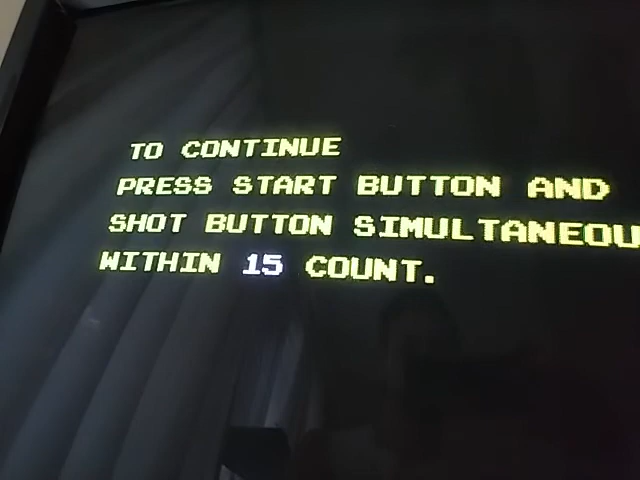 TO CONTINUE
PRESS START BUTTON AND
SHOT BUTTON SIMULTANEOU
WITHIN 15 COUNT.